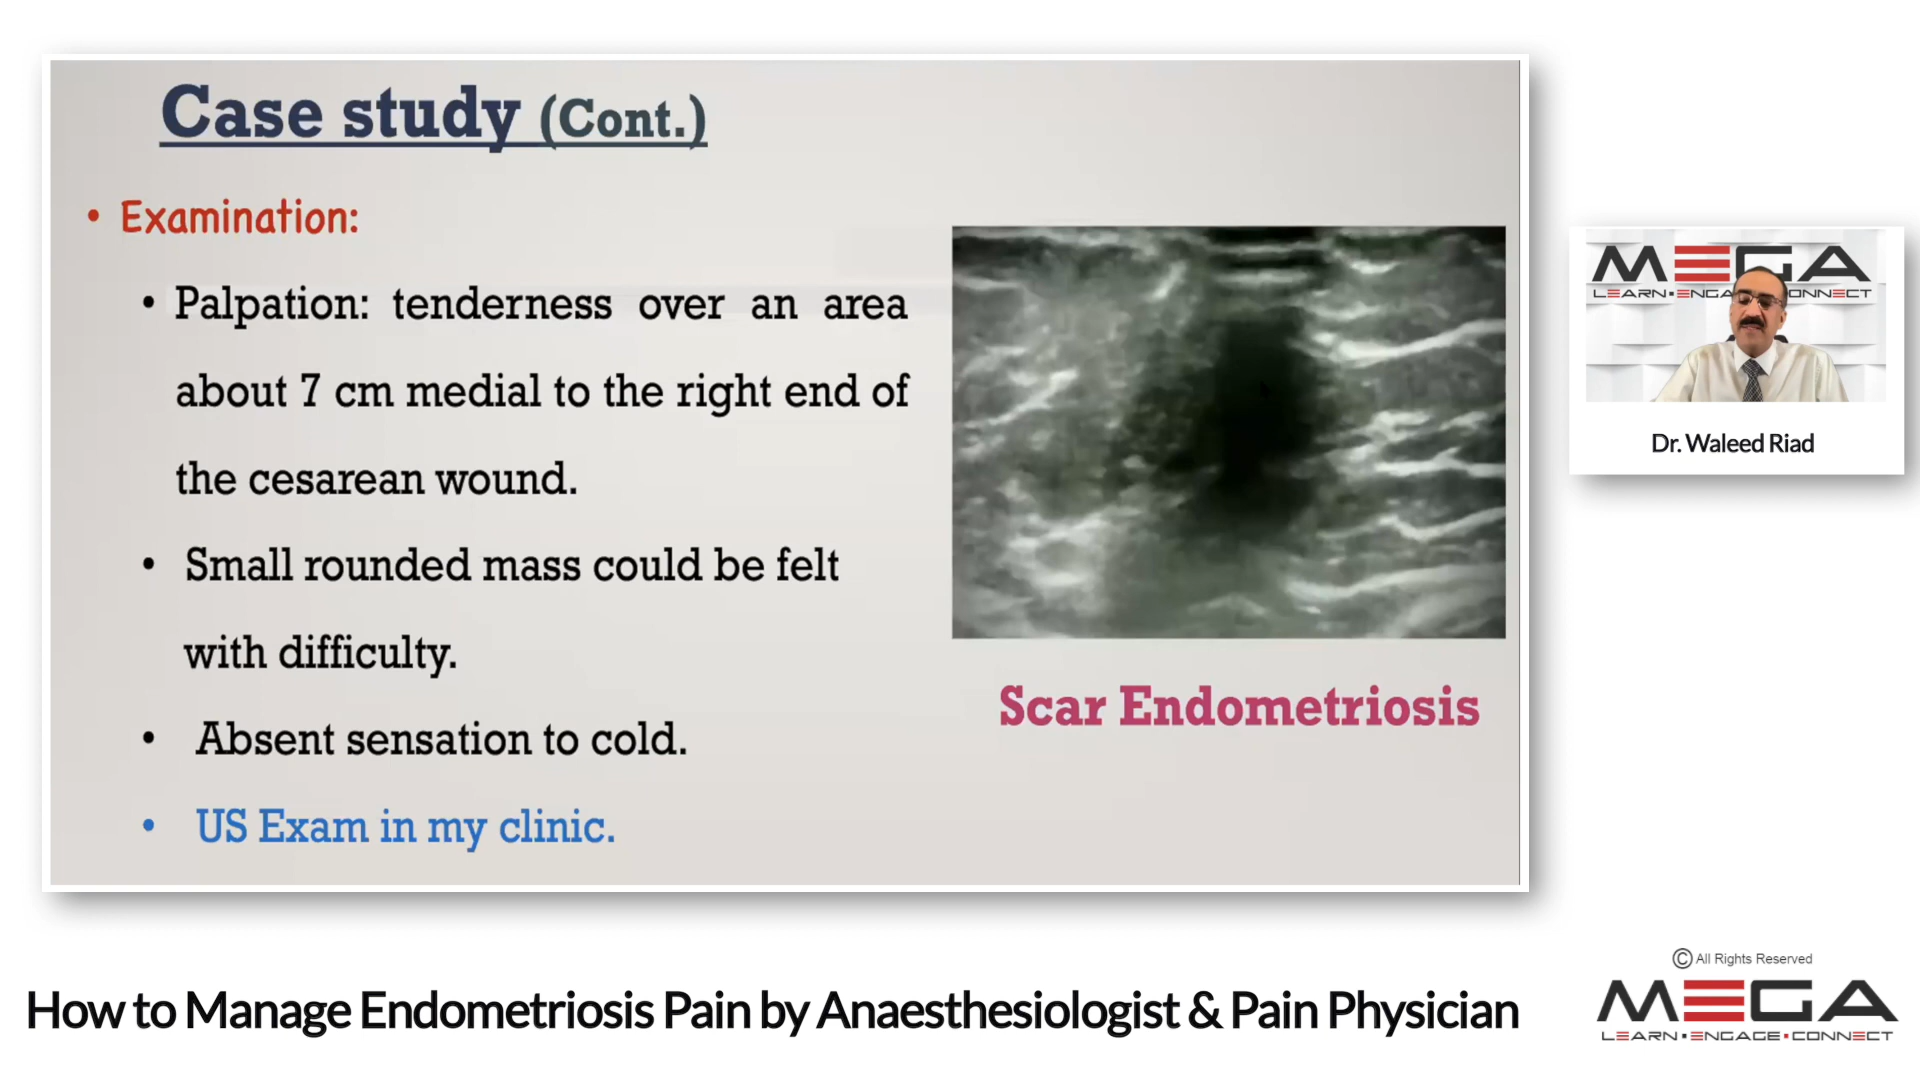 Case study (Cont.)
• Examination:
• Palpation: tenderness over an area
about 7 cm medial to the right end of
the cesarean wound.
• Small rounded mass could be felt
with difficulty.
• Absent sensation to cold.
• US Exam in my clinic.
Scar Endometriosis
MEGA
LEARN▪ENGA ONNECT
Dr. Waleed Riad
How to Manage Endometriosis Pain by Anaesthesiologist & Pain Physician
© All Rights Reserved
MEGA
LEARN▪ENGAGE▪CONNECT